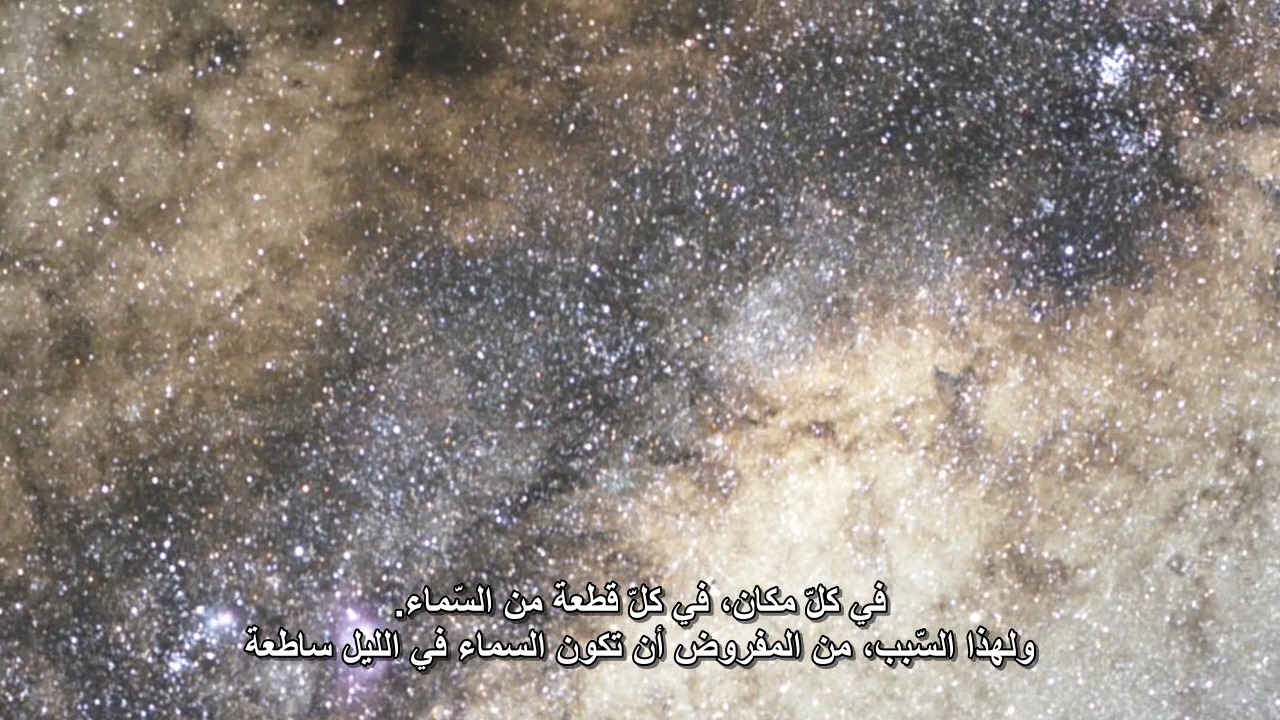 في كلّ مكان، في كلّ قطعة من السّماء.
ولهذا السّبب، من المفروض أن تكون السماء في الليل ساطعة